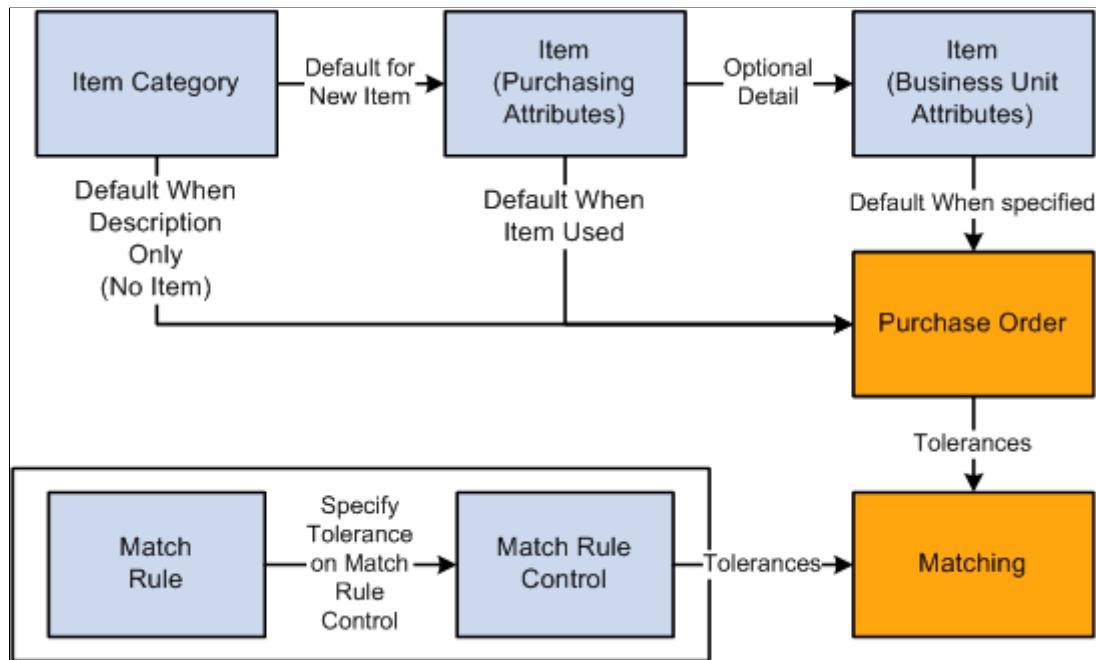 Item Category
Default for
New Item
Item
(Purchasing
Attributes)
Optional
Detail
Item
(Business Unit
Attributes)
Default When
Description
Only
(No Item)
Default When
Item Used
Default When specified
Purchase Order
Tolerances
Match
Rule
Specify
Tolerance
on Match
Rule
Control
Match Rule
Control
Tolerances
Matching